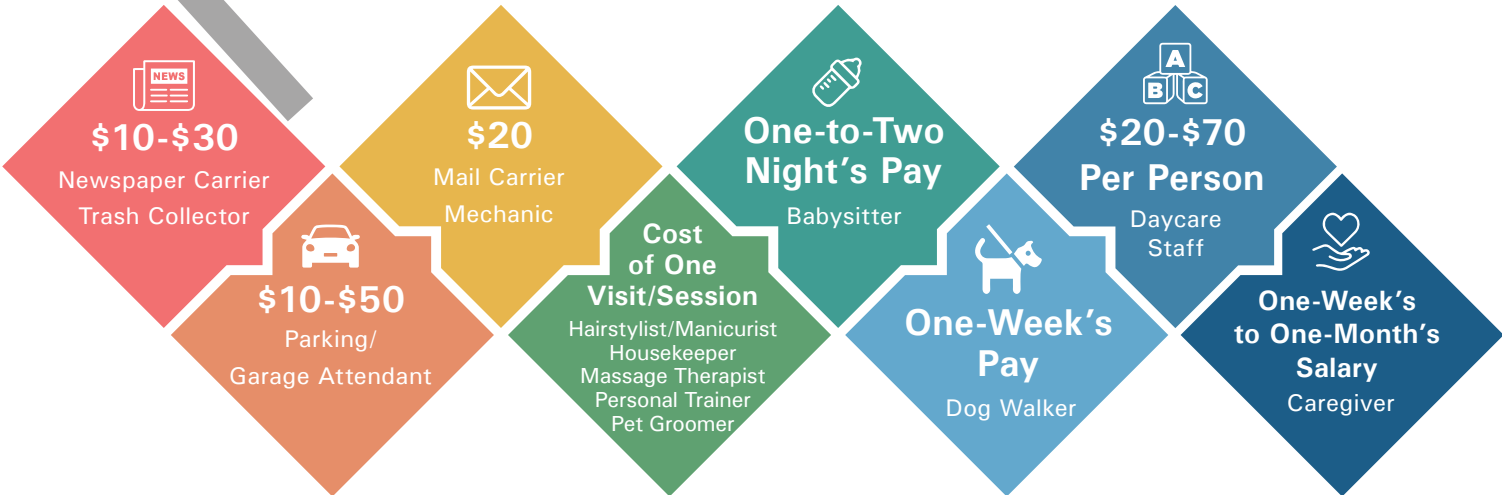 NEWS
$10-$30
Newspaper Carrier
Trash Collector
$10-$50
Parking/
Garage Attendant
$20
Mail Carrier
Mechanic
Cost
of One
Visit/Session
Hairstylist/Manicurist
Housekeeper
Massage Therapist
Personal Trainer
Pet Groomer
One-to-Two
Night's Pay
Babysitter
One-Week's
Pay
Dog Walker
A
B C
$20-$70
Per Person
Daycare
Staff
One-Week's
to One-Month's
Salary
Caregiver